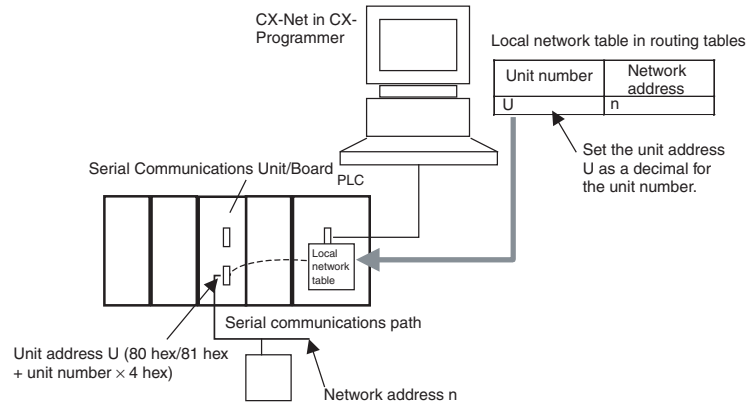 CX-Net in CX-
Programmer
Local network table in routing tables
Unit number
Network
address
U
n
Set the unit address
U as a decimal for
the unit number.
Serial Communications Unit/Board
PLC
Local
network
table
Serial communications path
Unit address U (80 hex/81 hex
+ unit number × 4 hex)
Network address n